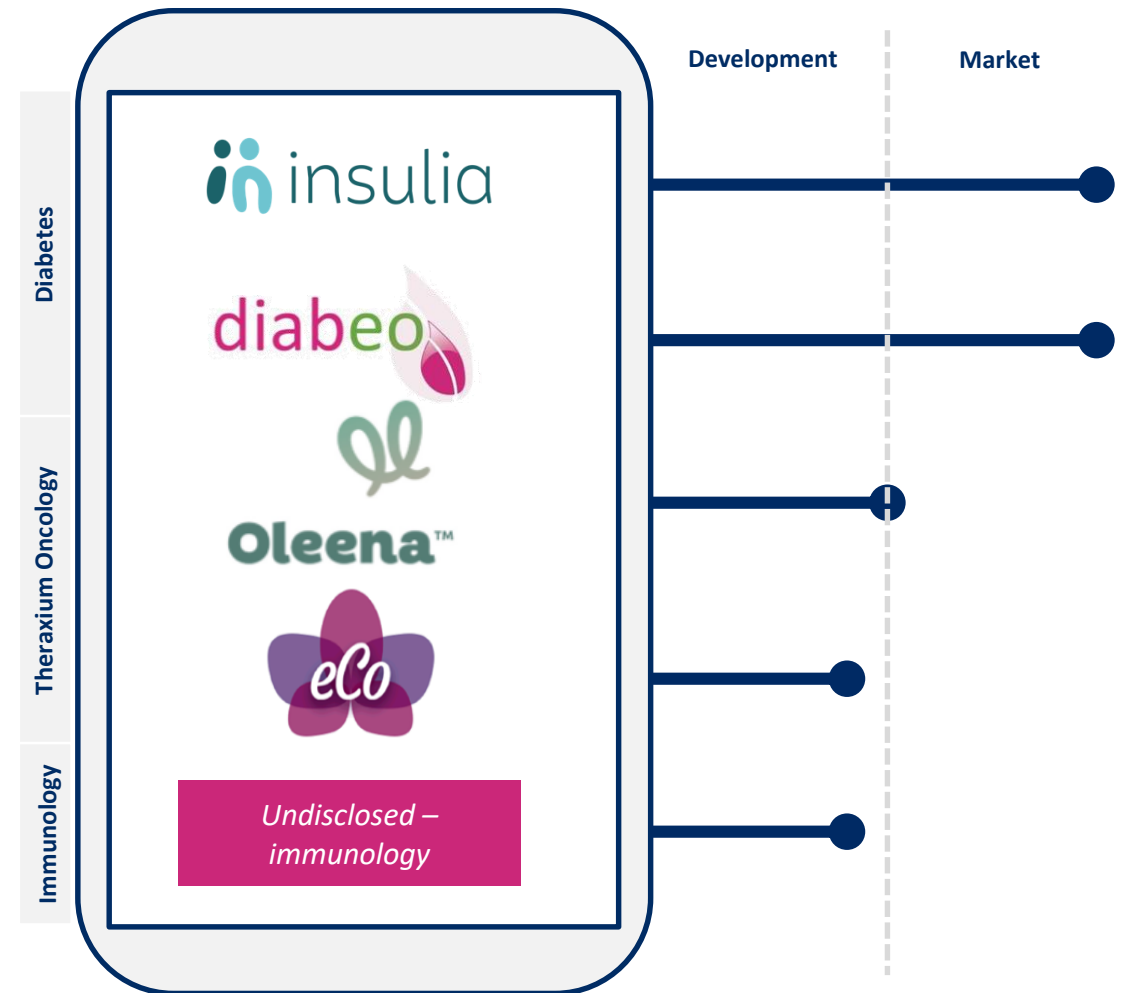 Development
Market
Diabetes
insulia
diabeo
Theraxium Oncology
Oleena™
eCo
Immunology
Undisclosed –
immunology